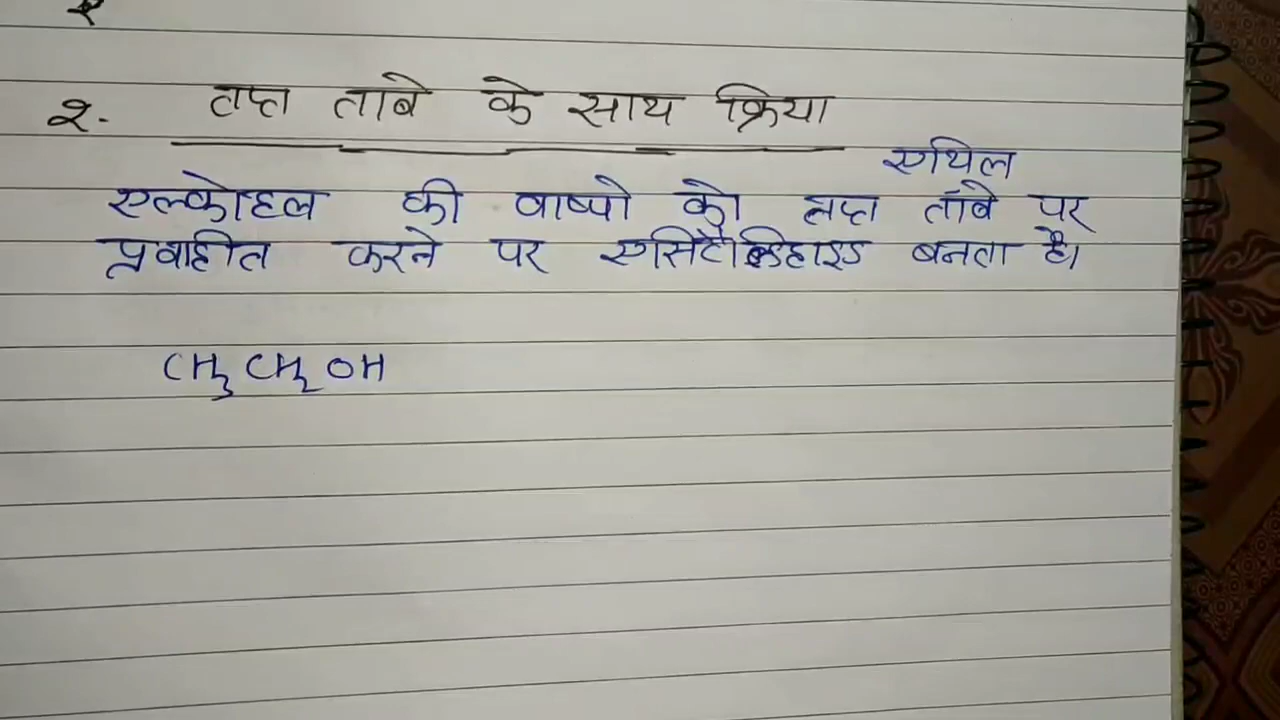 २. तप्त तांबे के साथ क्रिया
एथिल
एल्कोहल की वाष्पो को तप्त तांबे पर
प्रवाहीत करने पर एसिटैल्डिहाइड बनता है।
CH₃CH₂OH